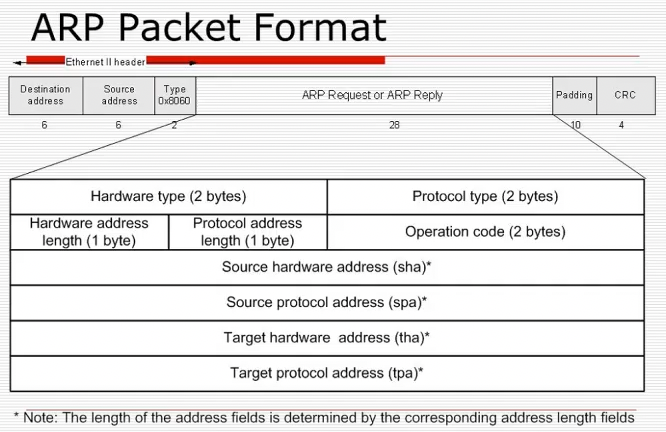 ARP Packet Format
Ethernet II header
Destination
address
Source
address
Type
0x8060
ARP Request or ARP Reply
Padding
CRC
6
6
2
28
10
4
Hardware type (2 bytes)
Protocol type (2 bytes)
Hardware address
length (1 byte)
Protocol address
length (1 byte)
Operation code (2 bytes)
Source hardware address (sha)*
Source protocol address (spa)*
Target hardware address (tha)*
Target protocol address (tpa)*
* Note: The length of the address fields is determined by the corresponding address length fields